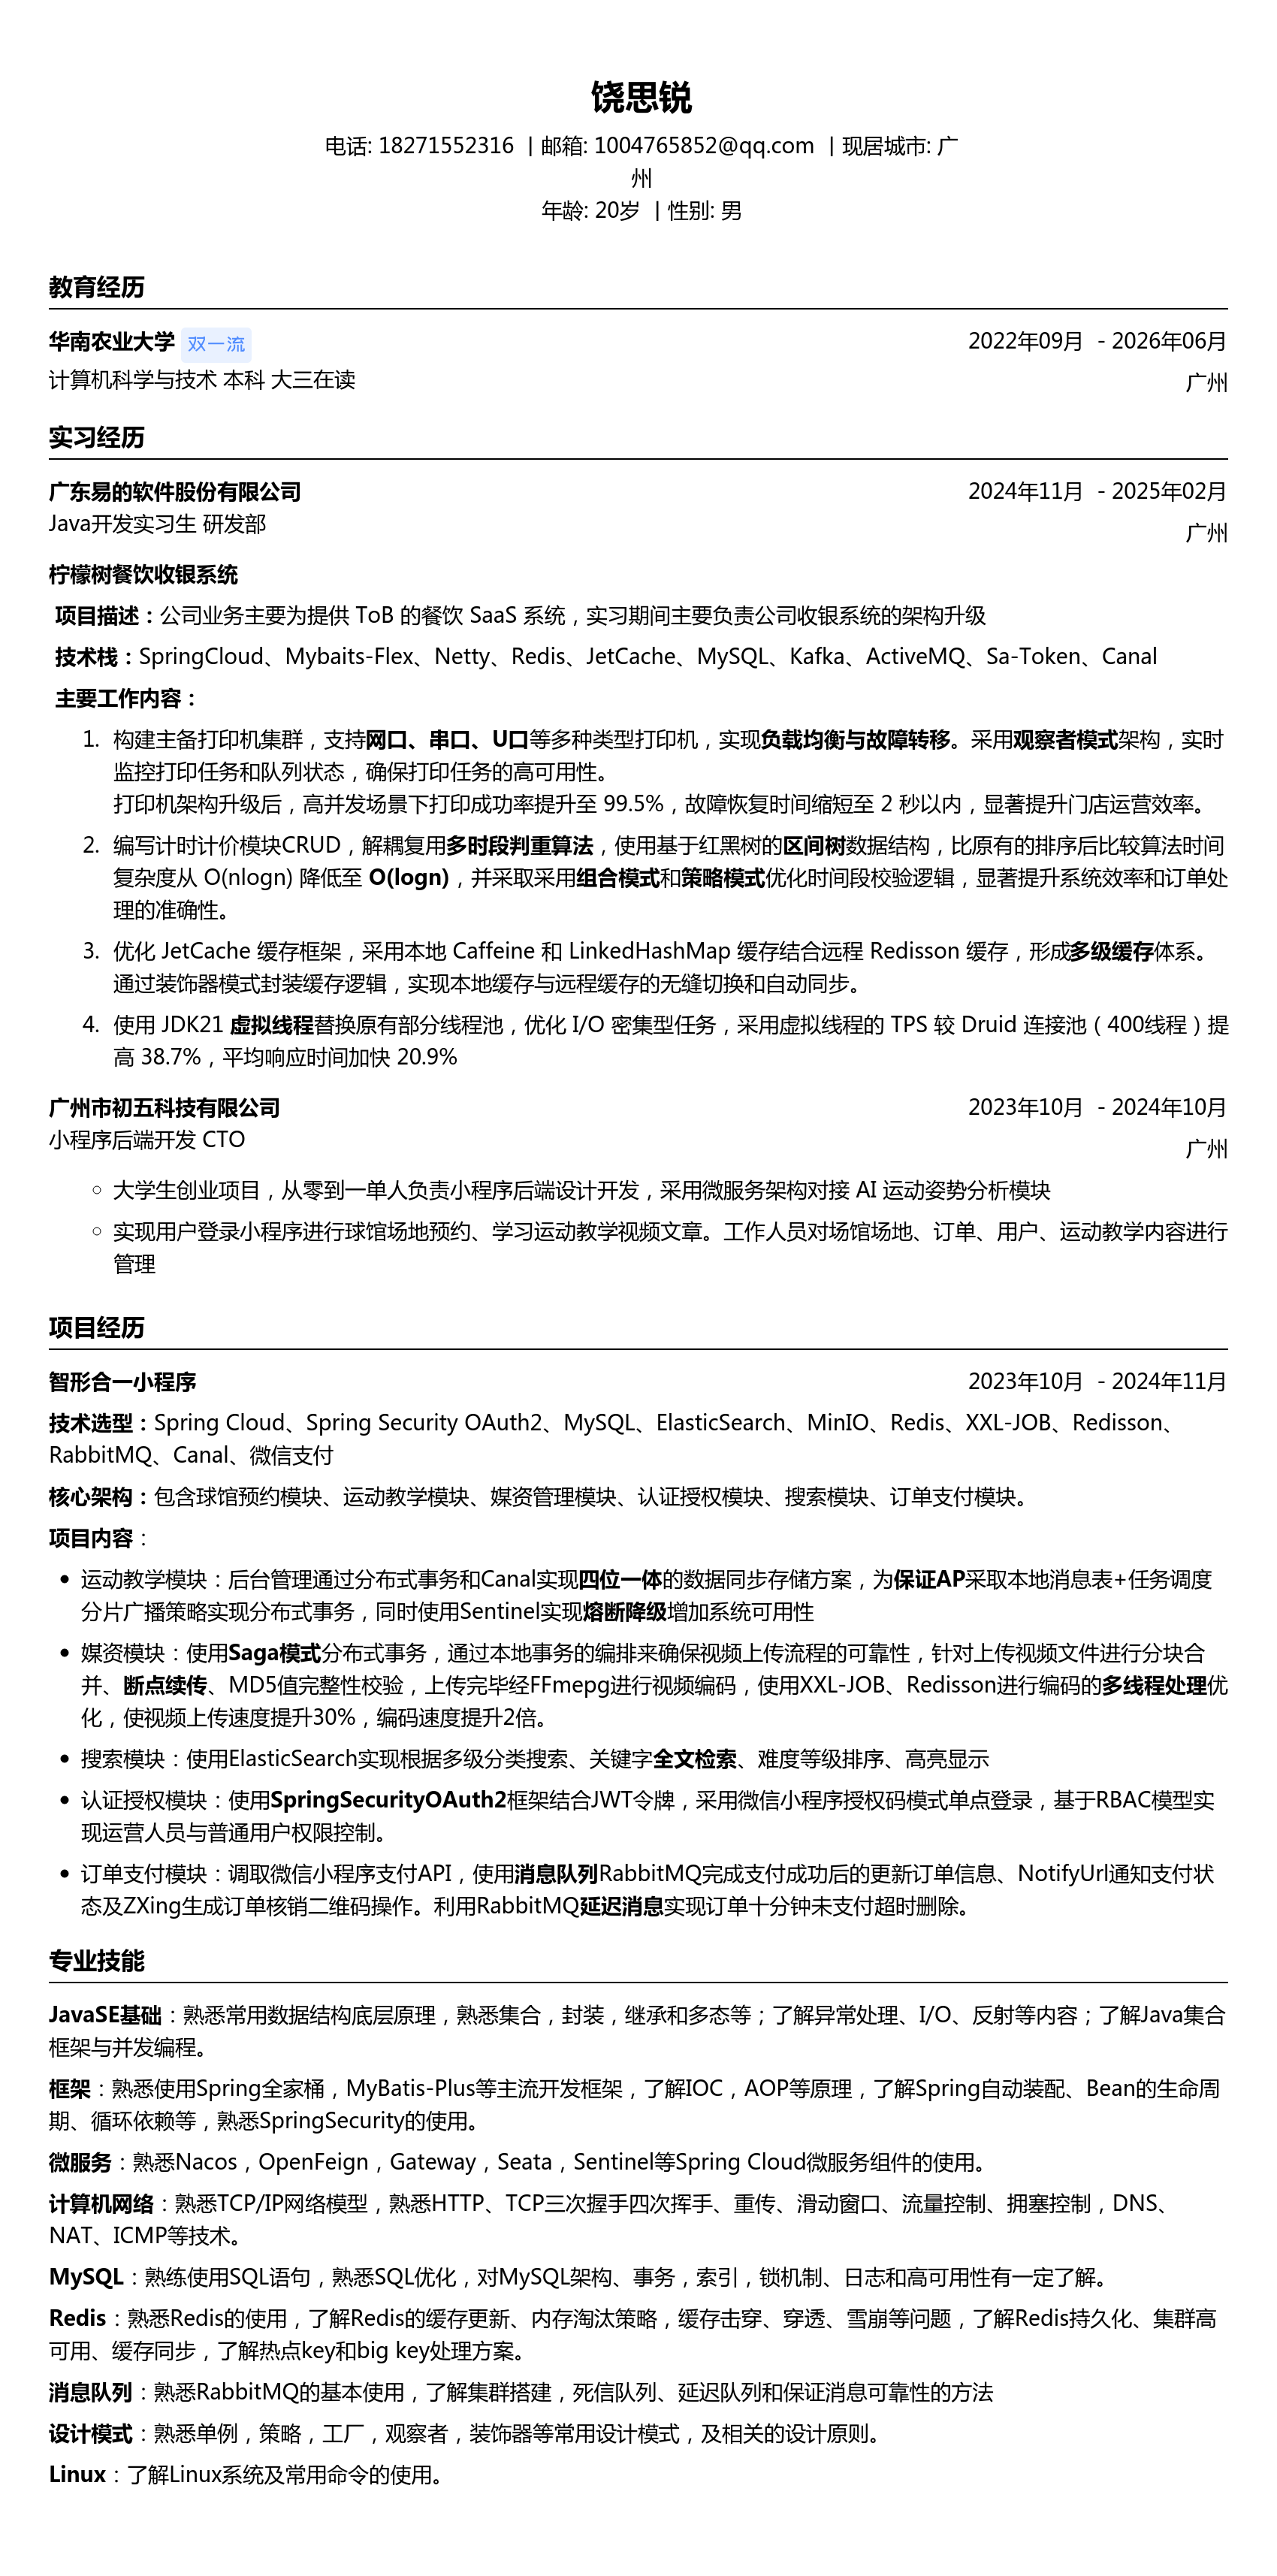 饶思锐
电话: 18271552316 | 邮箱: 1004765852@qq.com | 现居城市: 广
州
年龄: 20岁 | 性别: 男
教育经历
华南农业大学 双一流 2022年09月 - 2026年06月
计算机科学与技术 本科 大三在读 广州
实习经历
广东易的软件股份有限公司 2024年11月 - 2025年02月
Java开发实习生 研发部 广州
柠檬树餐饮收银系统
项目描述：公司业务主要为提供 ToB 的餐饮 SaaS 系统，实习期间主要负责公司收银系统的架构升级
技术栈：SpringCloud、Mybaits-Flex、Netty、Redis、JetCache、MySQL、Kafka、ActiveMQ、Sa-Token、Canal
主要工作内容：
1. 构建主备打印机集群，支持网口、串口、U口等多种类型打印机，实现负载均衡与故障转移。采用观察者模式架构，实时
监控打印任务和队列状态，确保打印任务的高可用性。
打印机架构升级后，高并发场景下打印成功率提升至 99.5%，故障恢复时间缩短至 2 秒以内，显著提升门店运营效率。
2. 编写计时计价模块CRUD，解耦复用多时段判重算法，使用基于红黑树的区间树数据结构，比原有的排序后比较算法时间
复杂度从 O(nlogn) 降低至 O(logn)，并采取采用组合模式和策略模式优化时间段校验逻辑，显著提升系统效率和订单处
理的准确性。
3. 优化 JetCache 缓存框架，采用本地 Caffeine 和 LinkedHashMap 缓存结合远程 Redisson 缓存，形成多级缓存体系。
通过装饰器模式封装缓存逻辑，实现本地缓存与远程缓存的无缝切换和自动同步。
4. 使用 JDK21 虚拟线程替换原有部分线程池，优化 I/O 密集型任务，采用虚拟线程的 TPS 较 Druid 连接池（400线程）提
高 38.7%，平均响应时间加快 20.9%
广州市初五科技有限公司 2023年10月 - 2024年10月
小程序后端开发 CTO 广州
○ 大学生创业项目，从零到一单人负责小程序后端设计开发，采用微服务架构对接 AI 运动姿势分析模块
○ 实现用户登录小程序进行球馆场地预约、学习运动教学视频文章。工作人员对场馆场地、订单、用户、运动教学内容进行
管理
项目经历
智形合一小程序 2023年10月 - 2024年11月
技术选型：Spring Cloud、Spring Security OAuth2、MySQL、ElasticSearch、MinIO、Redis、XXL-JOB、Redisson、
RabbitMQ、Canal、微信支付
核心架构：包含球馆预约模块、运动教学模块、媒资管理模块、认证授权模块、搜索模块、订单支付模块。
项目内容：
• 运动教学模块：后台管理通过分布式事务和Canal实现四位一体的数据同步存储方案，为保证AP采取本地消息表+任务调度
分片广播策略实现分布式事务，同时使用Sentinel实现熔断降级增加系统可用性
• 媒资模块：使用Saga模式分布式事务，通过本地事务的编排来确保视频上传流程的可靠性，针对上传视频文件进行分块合
并、断点续传、MD5值完整性校验，上传完毕经FFmepg进行视频编码，使用XXL-JOB、Redisson进行编码的多线程处理优
化，使视频上传速度提升30%，编码速度提升2倍。
• 搜索模块：使用ElasticSearch实现根据多级分类搜索、关键字全文检索、难度等级排序、高亮显示
• 认证授权模块：使用SpringSecurityOAuth2框架结合JWT令牌，采用微信小程序授权码模式单点登录，基于RBAC模型实
现运营人员与普通用户权限控制。
• 订单支付模块：调取微信小程序支付API，使用消息队列RabbitMQ完成支付成功后的更新订单信息、NotifyUrl通知支付状
态及ZXing生成订单核销二维码操作。利用RabbitMQ延迟消息实现订单十分钟未支付超时删除。
专业技能
JavaSE基础：熟悉常用数据结构底层原理，熟悉集合，封装，继承和多态等；了解异常处理、I/O、反射等内容；了解Java集合
框架与并发编程。
框架：熟悉使用Spring全家桶，MyBatis-Plus等主流开发框架，了解IOC，AOP等原理，了解Spring自动装配、Bean的生命周
期、循环依赖等，熟悉SpringSecurity的使用。
微服务：熟悉Nacos，OpenFeign，Gateway，Seata，Sentinel等Spring Cloud微服务组件的使用。
计算机网络：熟悉TCP/IP网络模型，熟悉HTTP、TCP三次握手四次挥手、重传、滑动窗口、流量控制、拥塞控制，DNS、
NAT、ICMP等技术。
MySQL：熟练使用SQL语句，熟悉SQL优化，对MySQL架构、事务，索引，锁机制、日志和高可用性有一定了解。
Redis：熟悉Redis的使用，了解Redis的缓存更新、内存淘汰策略，缓存击穿、穿透、雪崩等问题，了解Redis持久化、集群高
可用、缓存同步，了解热点key和big key处理方案。
消息队列：熟悉RabbitMQ的基本使用，了解集群搭建，死信队列、延迟队列和保证消息可靠性的方法
设计模式：熟悉单例，策略，工厂，观察者，装饰器等常用设计模式，及相关的设计原则。
Linux：了解Linux系统及常用命令的使用。